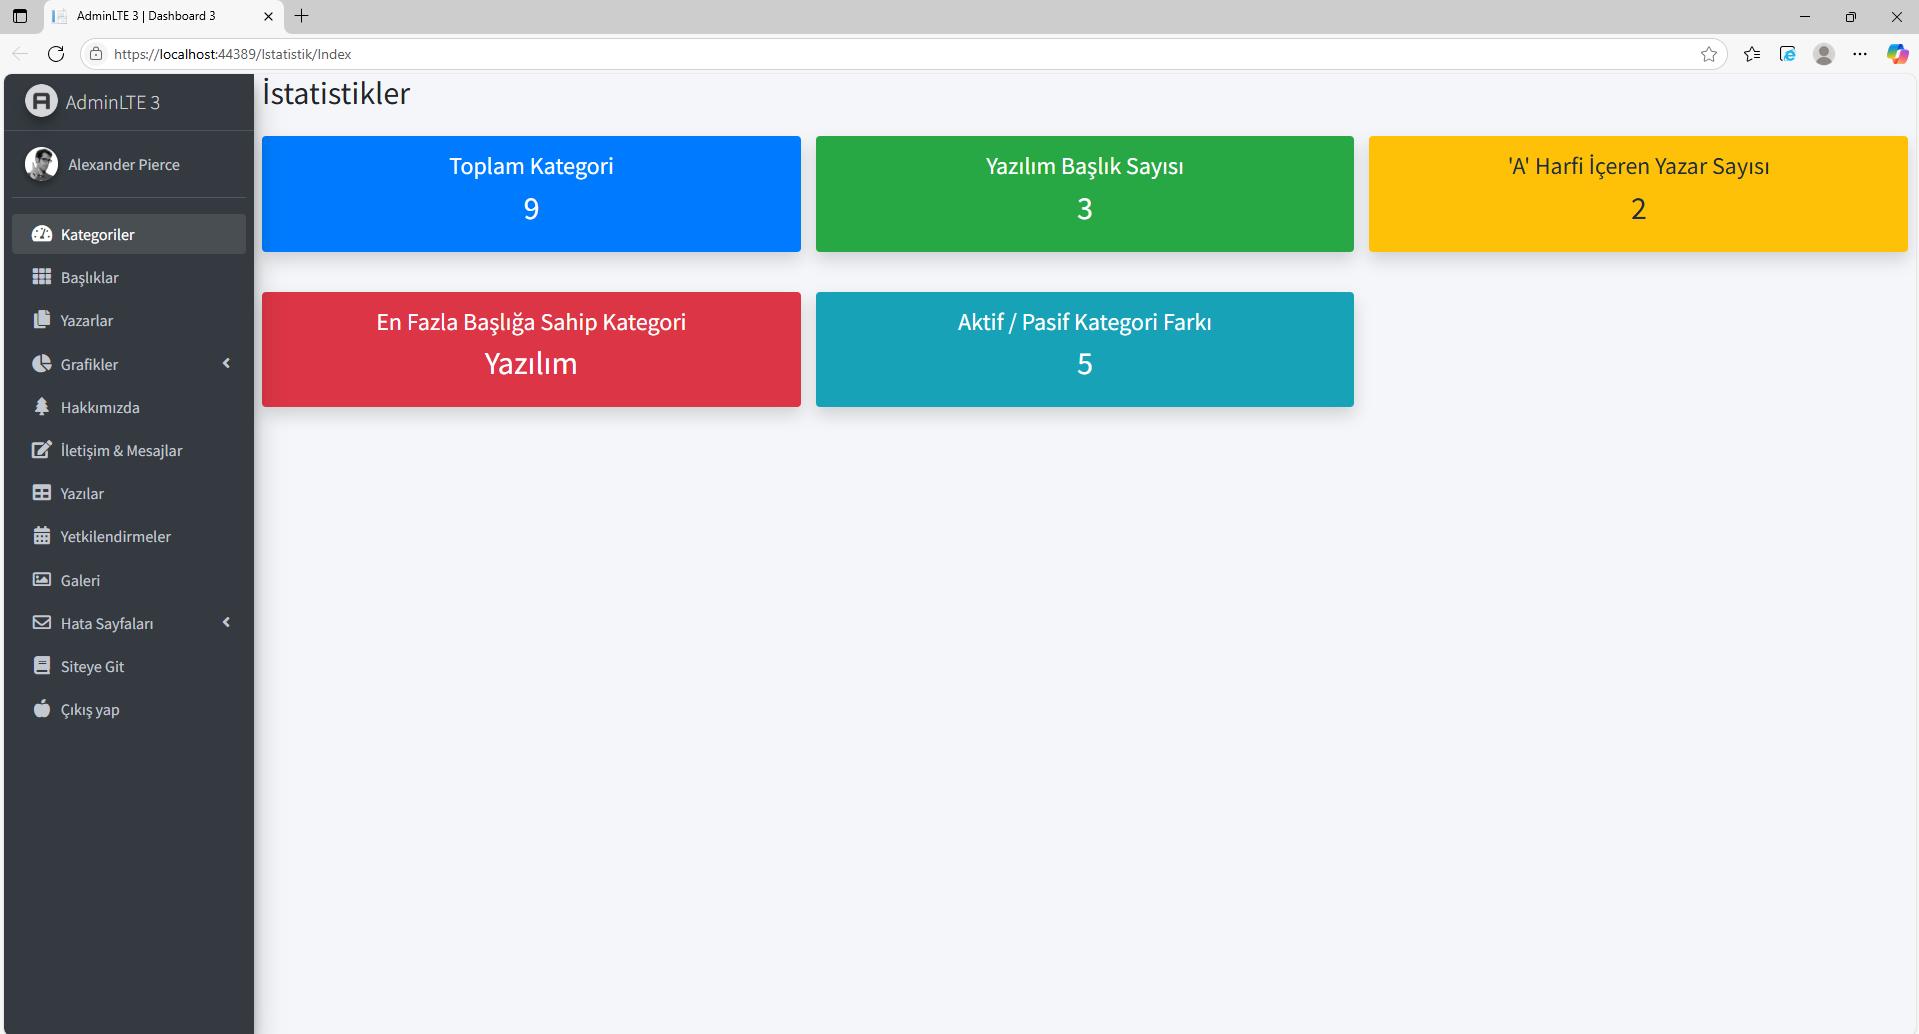 AdminLTE 3 | Dashboard 3
https://localhost:44389/Istatistik/Index
AdminLTE 3
Alexander Pierce
Kategoriler
Başlıklar
Yazarlar
Grafikler
Hakkımızda
İletişim & Mesajlar
Yazılar
Yetkilendirmeler
Galeri
Hata Sayfaları
Siteye Git
Çıkış yap
İstatistikler
Toplam Kategori
9
Yazılım Başlık Sayısı
3
'A' Harfi İçeren Yazar Sayısı
2
En Fazla Başlığa Sahip Kategori
Yazılım
Aktif / Pasif Kategori Farkı
5